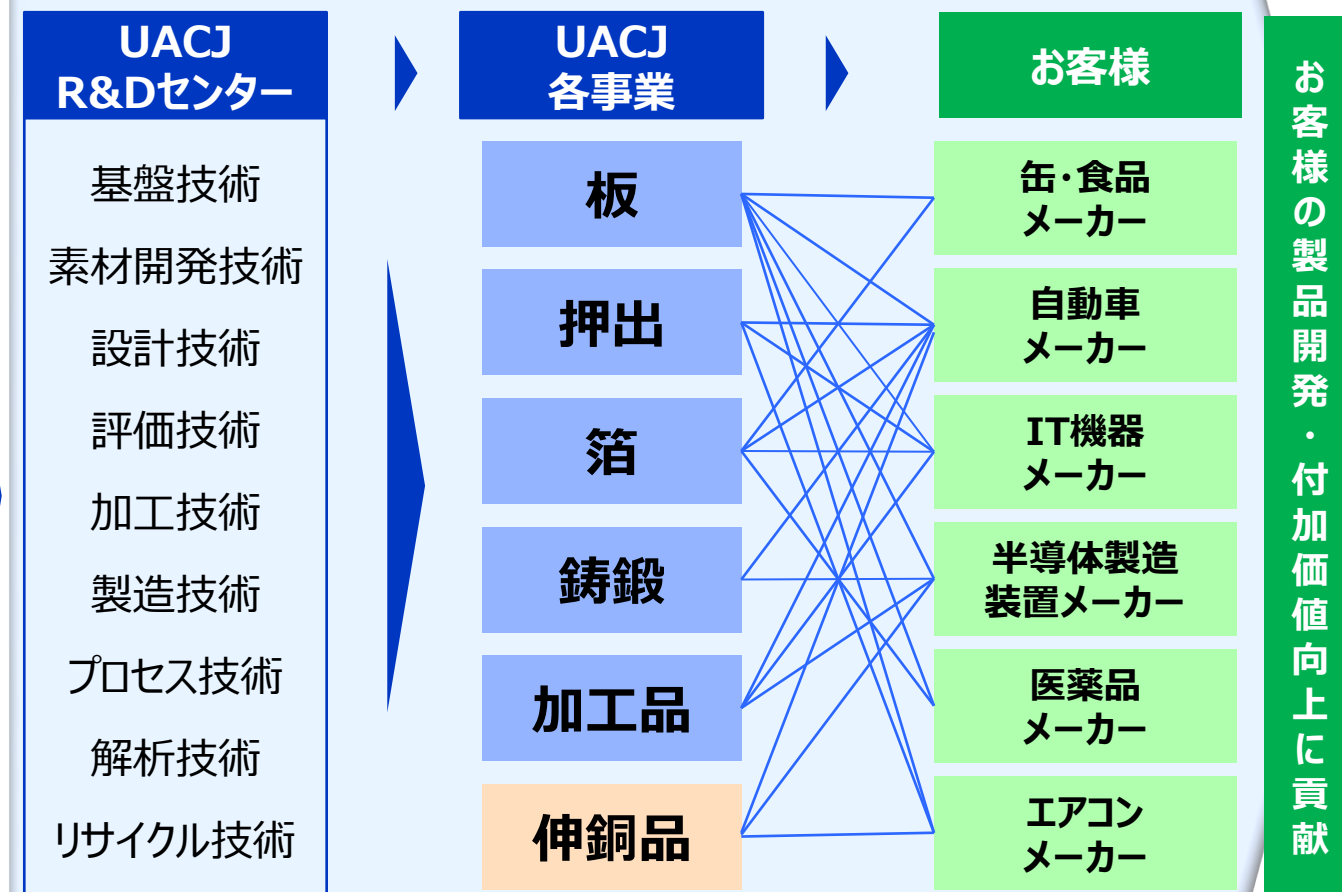 UACJ
R&Dセンター
基盤技術
素材開発技術
設計技術
評価技術
加工技術
製造技術
プロセス技術
解析技術
リサイクル技術
UACJ
各事業
板
押出
箔
鋳鍛
加工品
伸銅品
お客様
缶・食品
メーカー
自動車
メーカー
IT機器
メーカー
半導体製造
装置メーカー
医薬品
メーカー
エアコン
メーカー
お客様の製品開発・付加価値向上に貢献